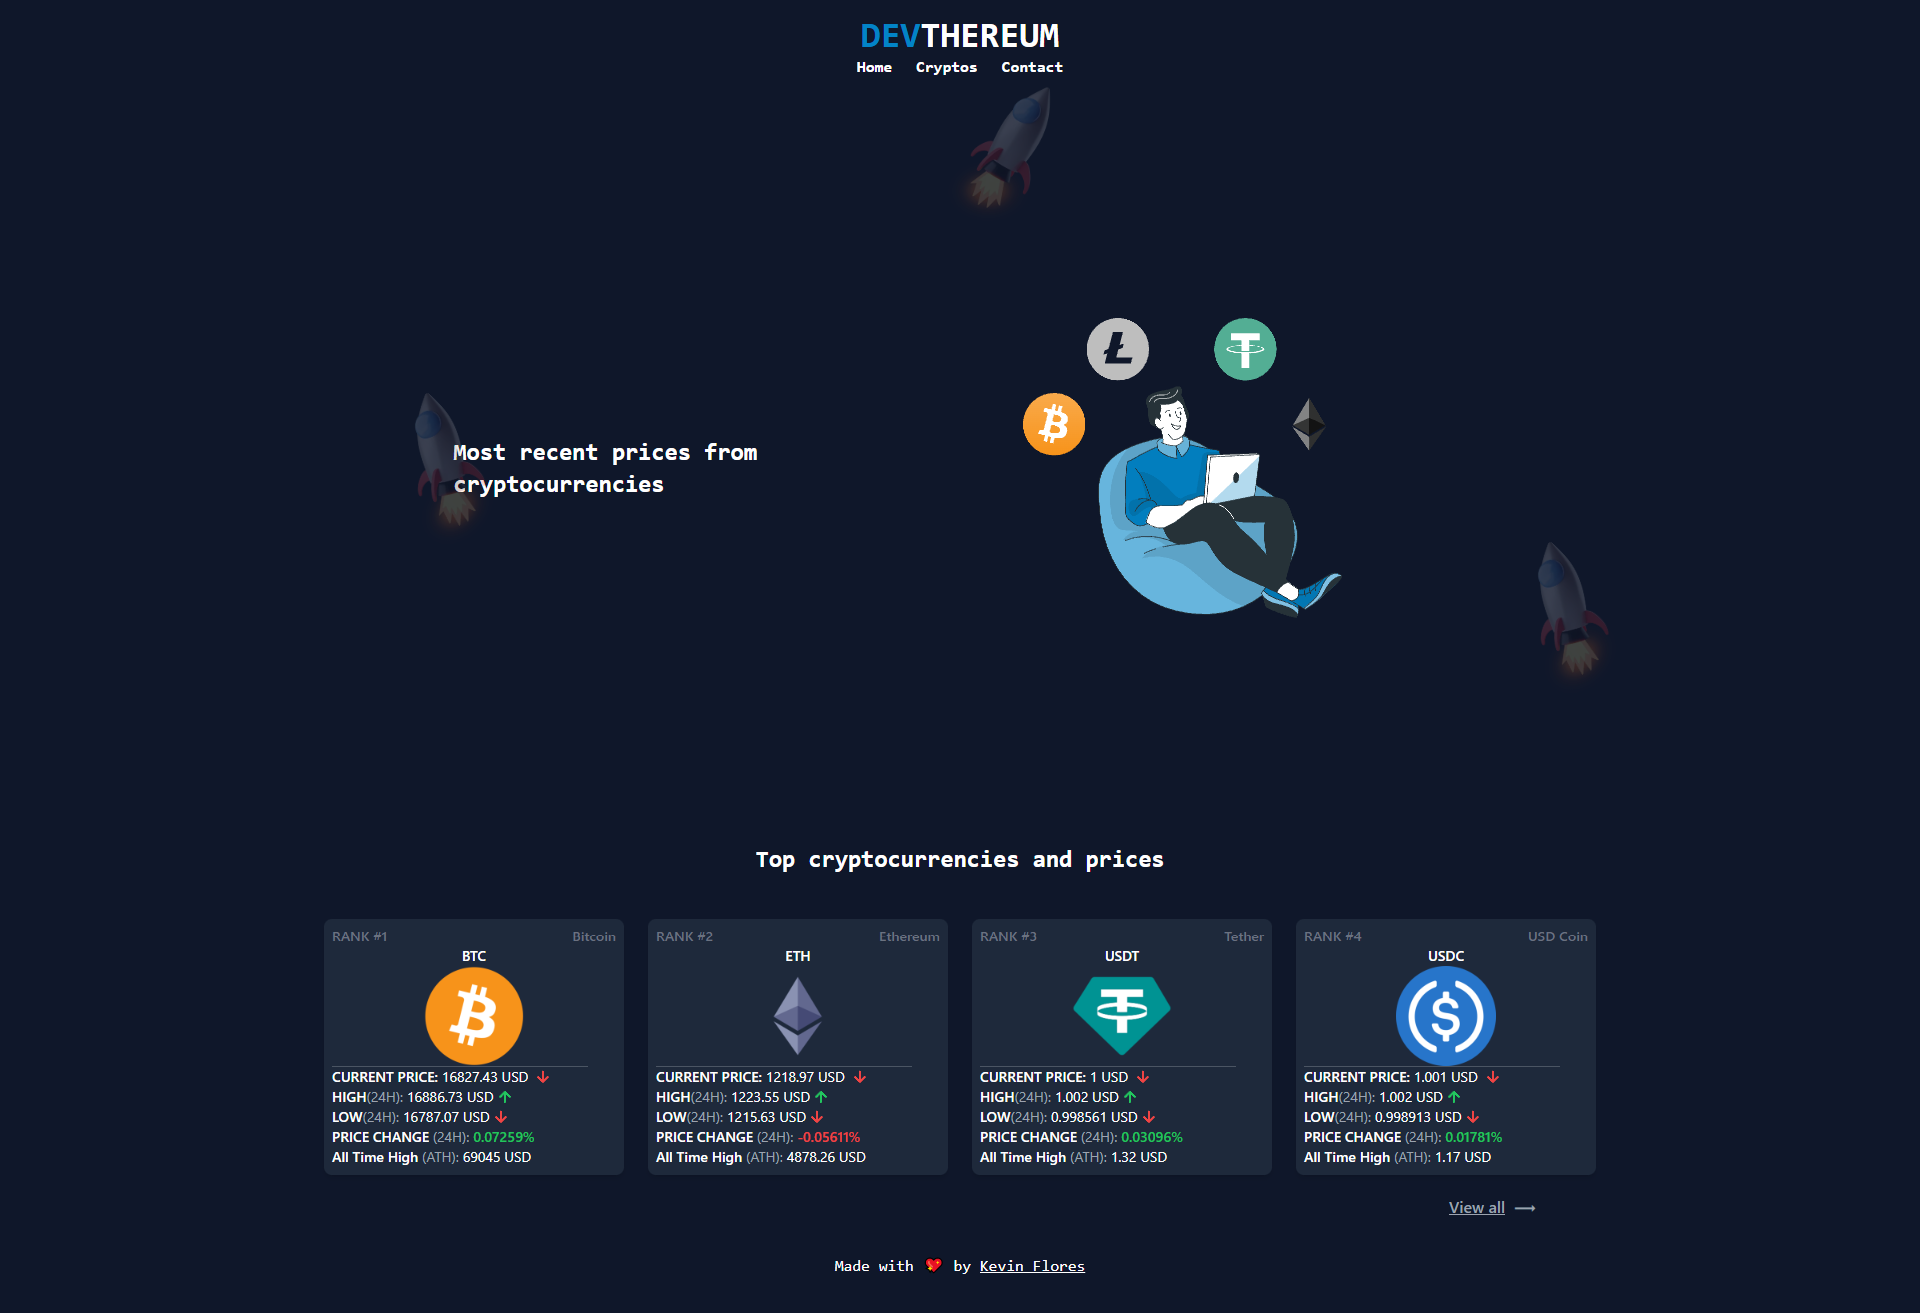 DEVTHEREUM
Home Cryptos Contact
Most recent prices from
cryptocurrencies
Top cryptocurrencies and prices
RANK #1 Bitcoin
BTC
CURRENT PRICE: 16827.43 USD
HIGH(24H): 16886.73 USD
LOW(24H): 16787.07 USD
PRICE CHANGE (24H): 0.07259%
All Time High (ATH): 69045 USD
RANK #2 Ethereum
ETH
CURRENT PRICE: 1218.97 USD
HIGH(24H): 1223.55 USD
LOW(24H): 1215.63 USD
PRICE CHANGE (24H): -0.05611%
All Time High (ATH): 4878.26 USD
RANK #3 Tether
USDT
CURRENT PRICE: 1 USD
HIGH(24H): 1.002 USD
LOW(24H): 0.998561 USD
PRICE CHANGE (24H): 0.03096%
All Time High (ATH): 1.32 USD
RANK #4 USD Coin
USDC
CURRENT PRICE: 1.001 USD
HIGH(24H): 1.002 USD
LOW(24H): 0.998913 USD
PRICE CHANGE (24H): 0.01781%
All Time High (ATH): 1.17 USD
View all ⟶
Made with 💖 by Kevin Flores